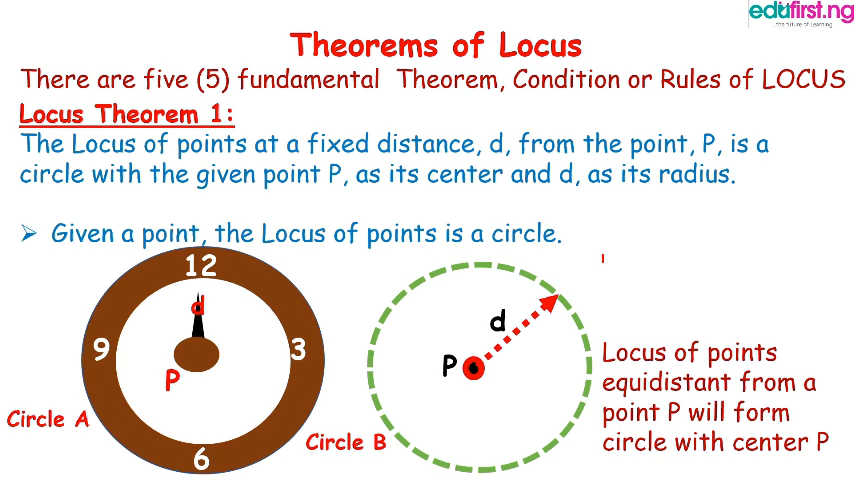 edufirst.ng
the future of learning
Theorems of Locus
There are five (5) fundamental Theorem, Condition or Rules of LOCUS
Locus Theorem 1:
The Locus of points at a fixed distance, d, from the point, P, is a
circle with the given point P, as its center and d, as its radius.
Given a point, the Locus of points is a circle.
12
d
9
3
P
6
Circle A
d
P
Circle B
Locus of points
equidistant from a
point P will form
circle with center P